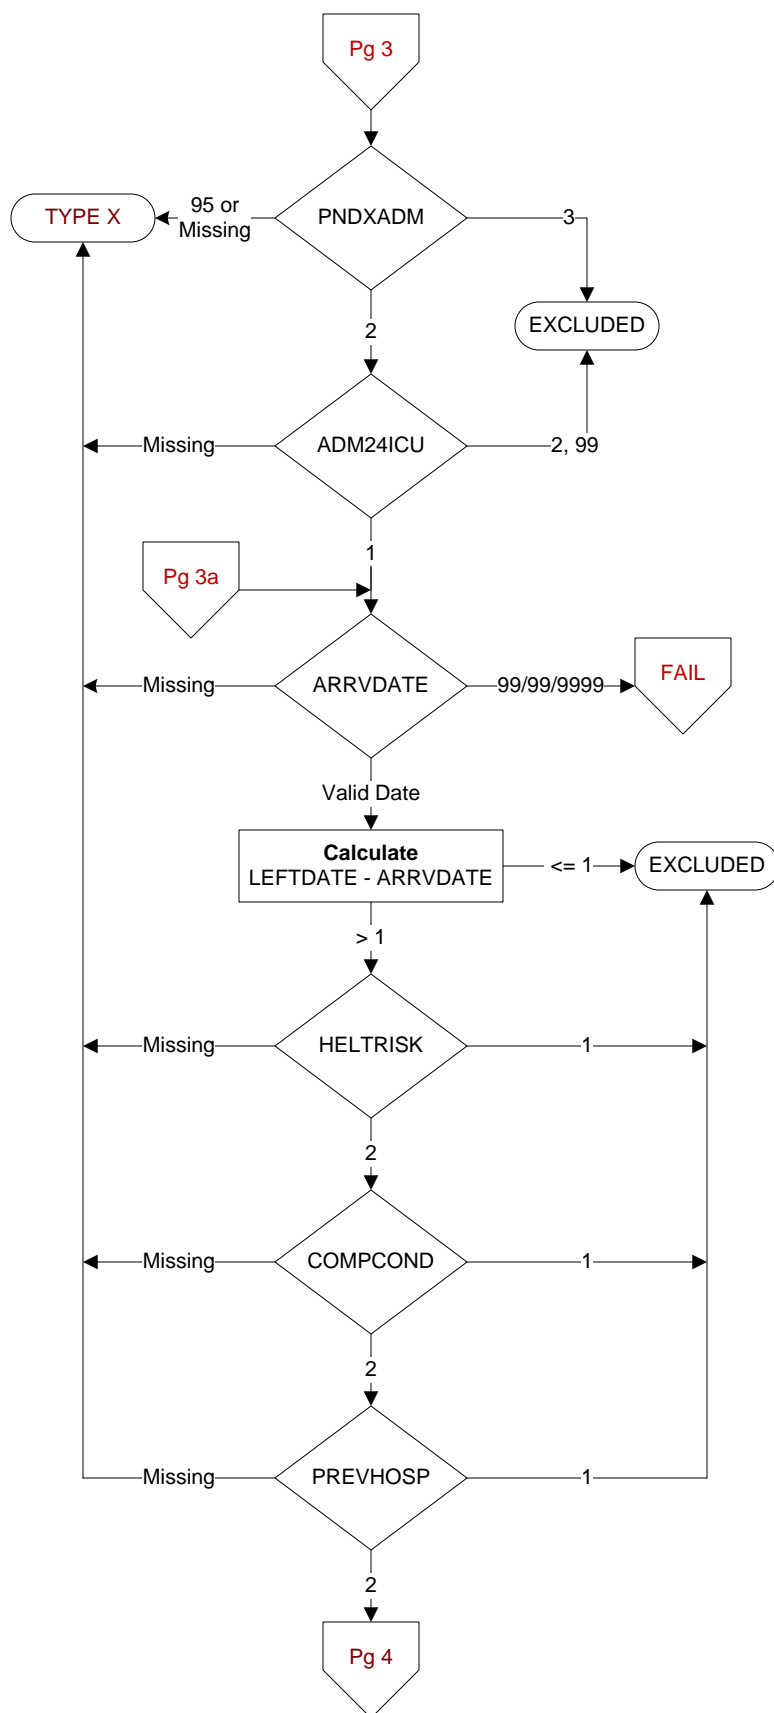 Pg 3
95 or
Missing
TYPE X
PNDXADM
3
EXCLUDED
2
Missing
ADM24ICU
2, 99
1
Pg 3a
Missing
ARRVDATE
99/99/9999
FAIL
Valid Date
Calculate
LEFTDATE - ARRVDATE
<= 1
EXCLUDED
> 1
Missing
HELTRISK
1
2
Missing
COMPCOND
1
2
Missing
PREVHOSP
1
2
Pg 4